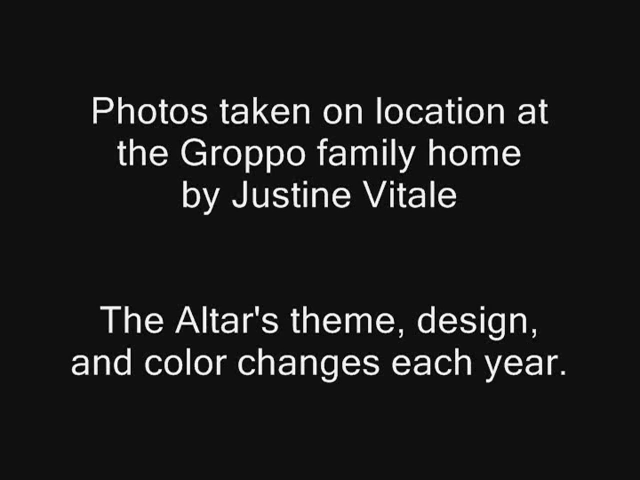 Photos taken on location at
the Groppo family home
by Justine Vitale
The Altar's theme, design,
and color changes each year.